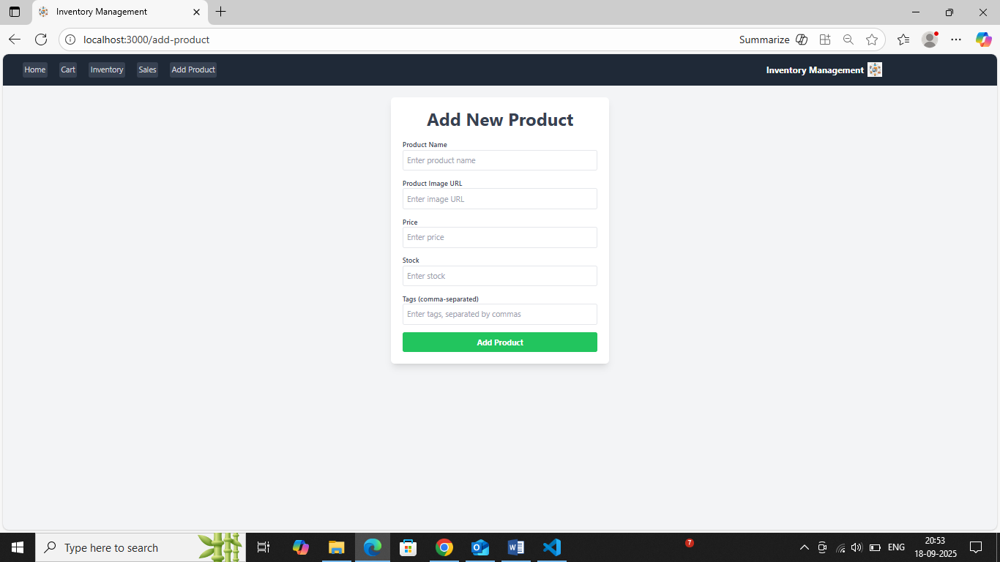 Inventory Management
localhost:3000/add-product
Summarize
Home Cart Inventory Sales Add Product Inventory Management
Add New Product
Product Name
Enter product name
Product Image URL
Enter image URL
Price
Enter price
Stock
Enter stock
Tags (comma-separated)
Enter tags, separated by commas
Add Product
Type here to search
7
ENG
20:53
18-09-2025